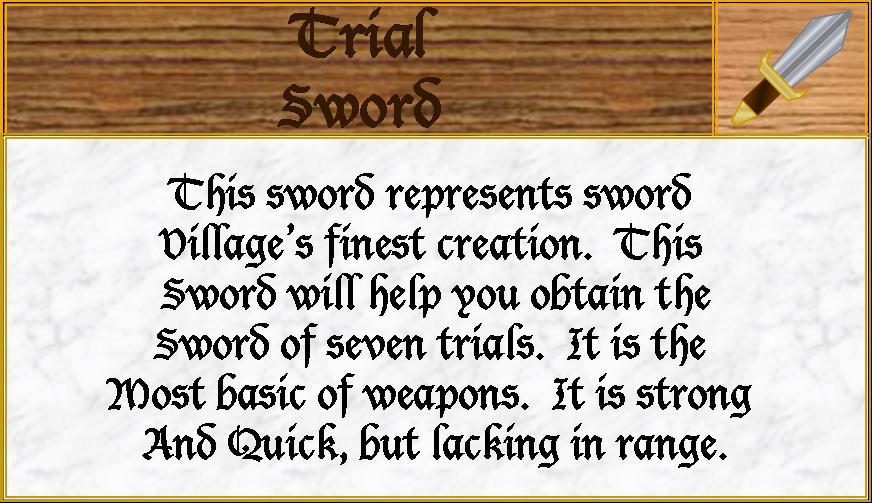 Trial
Sword
This sword represents sword
Village's finest creation.  This
Sword will help you obtain the
Sword of seven trials.  It is the
Most basic of weapons.  It is strong
And Quick, but lacking in range.